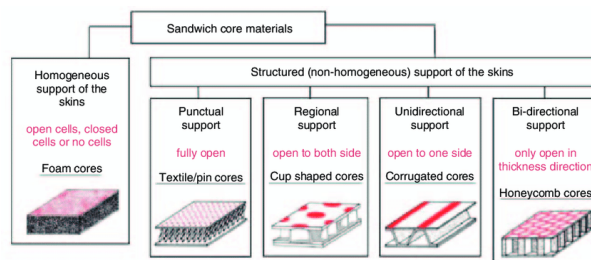 Sandwich core materials
Homogeneous
support of the
skins
open cells, closed
cells or no cells
Foam cores
Structured (non-homogeneous) support of the skins
Punctual
support
fully open
Textile/pin cores
Regional
support
open to both side
Cup shaped cores
Unidirectional
support
open to one side
Corrugated cores
Bi-directional
support
only open in
thickness direction
Honeycomb cores